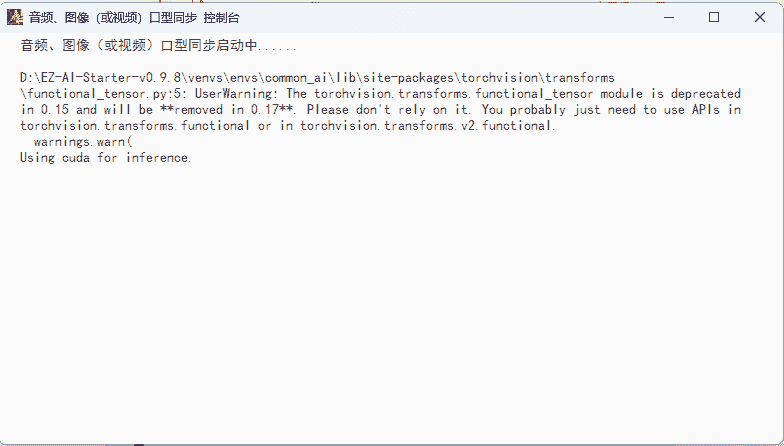 音频、图像（或视频）口型同步 控制台
音频、图像（或视频）口型同步启动中......
D:\EZ-AI-Starter-v0.9.8\venvs\envs\common_ai\lib\site-packages\torchvision\transforms
\functional_tensor.py:5: UserWarning: The torchvision.transforms.functional_tensor module is deprecated
in 0.15 and will be **removed in 0.17**. Please don't rely on it. You probably just need to use APIs in
torchvision.transforms.functional or in torchvision.transforms.v2.functional.
  warnings.warn(
Using cuda for inference.